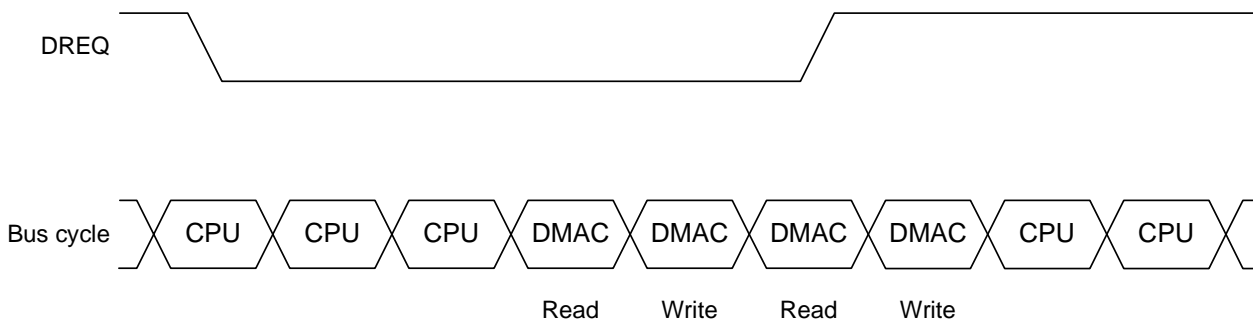 DREQ
Bus cycle CPU CPU CPU DMAC DMAC DMAC DMAC CPU CPU
Read Write Read Write